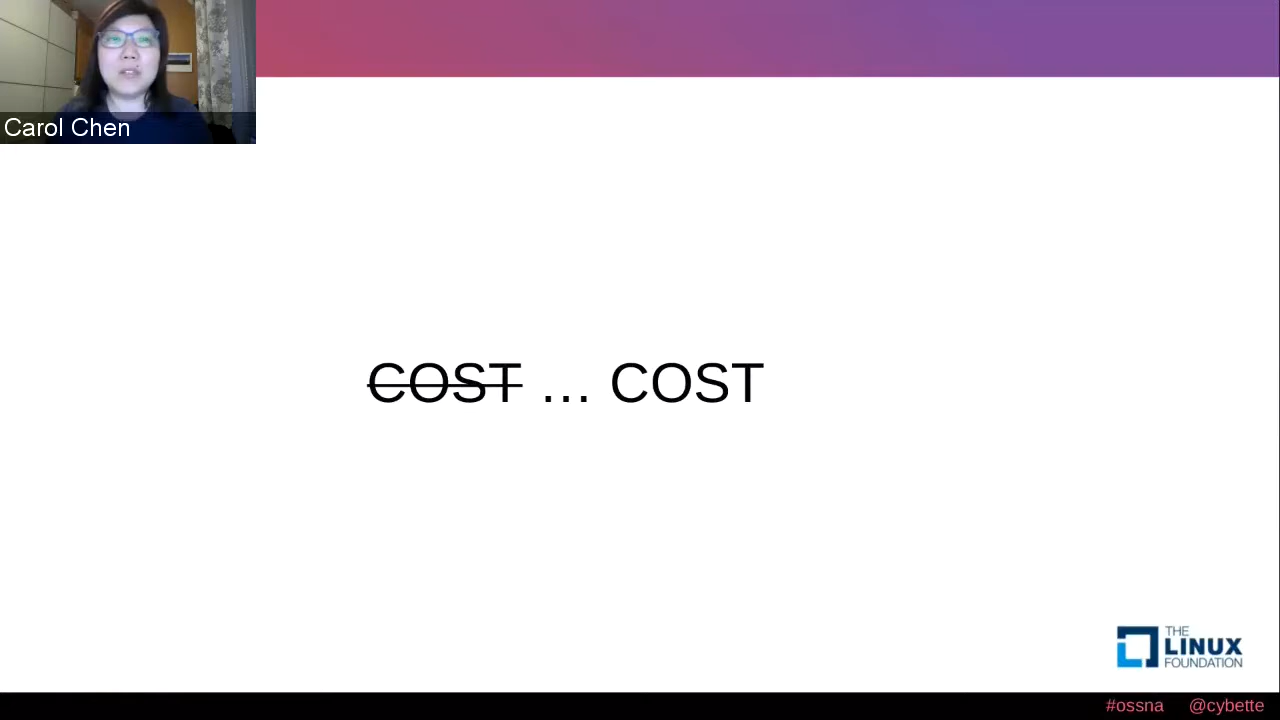 Carol Chen
COST … COST
THE
LINUX
FOUNDATION
#ossna @cybette